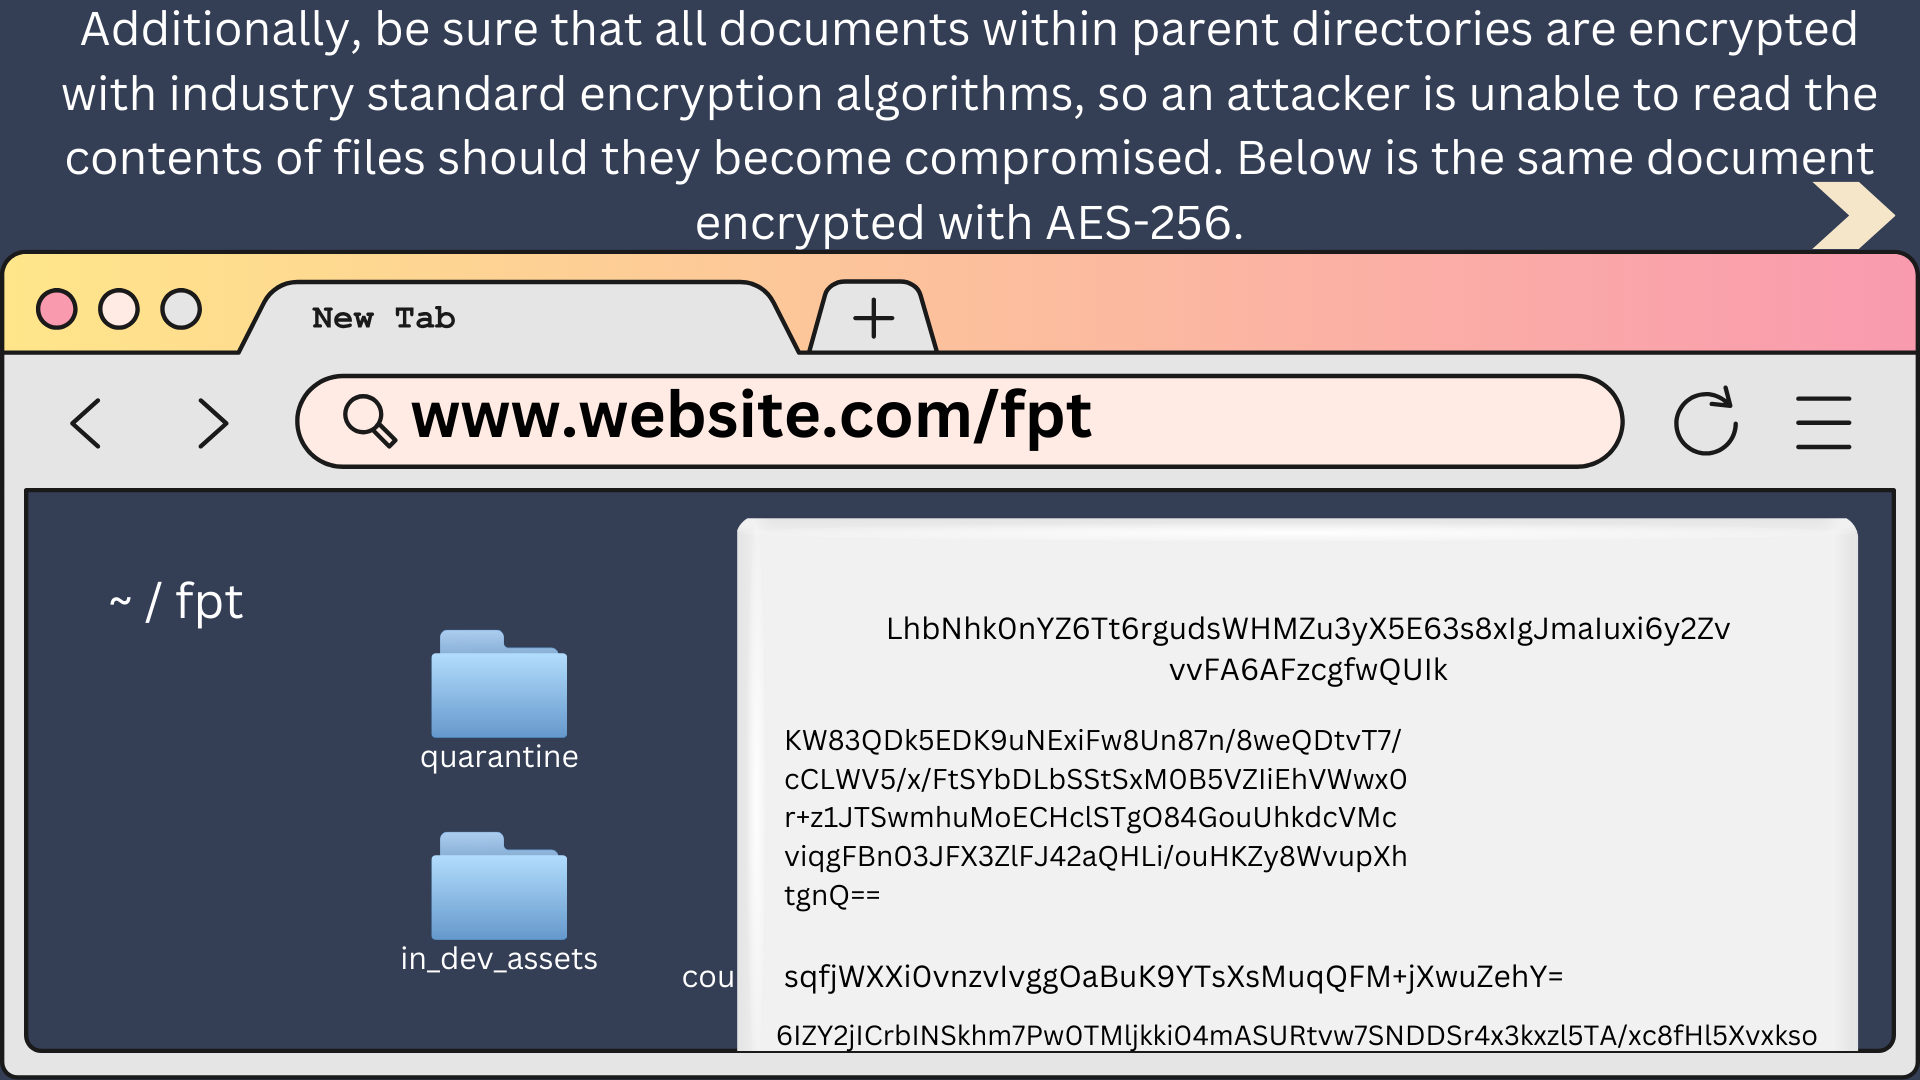 Additionally, be sure that all documents within parent directories are encrypted
with industry standard encryption algorithms, so an attacker is unable to read the
contents of files should they become compromised. Below is the same document
encrypted with AES-256.
New Tab
www.website.com/fpt
~ / fpt
quarantine
in_dev_assets
cou
LhbNhk0nYZ6Tt6rgudsWHMZu3yX5E63s8xIgJmaIuxi6y2Zv
vvFA6AFzcgfwQUIk
KW83QDk5EDK9uNExiFw8Un87n/8weQDtvT7/
cCLWV5/x/FtSYbDLbSStSxM0B5VZIiEhVWwx0
r+z1JTSwmhuMoECHclSTgO84GouUhkdcVMc
viqgFBn03JFX3ZlFJ42aQHLi/ouHKZy8WvupXh
tgnQ==
sqfjWXXi0vnzvIvggOaBuK9YTsXsMuqQFM+jXwuZehY=
6IZY2jICrbINSkhm7Pw0TMljkki04mASURtvw7SNDDSr4x3kxzl5TA/xc8fHl5Xvxkso